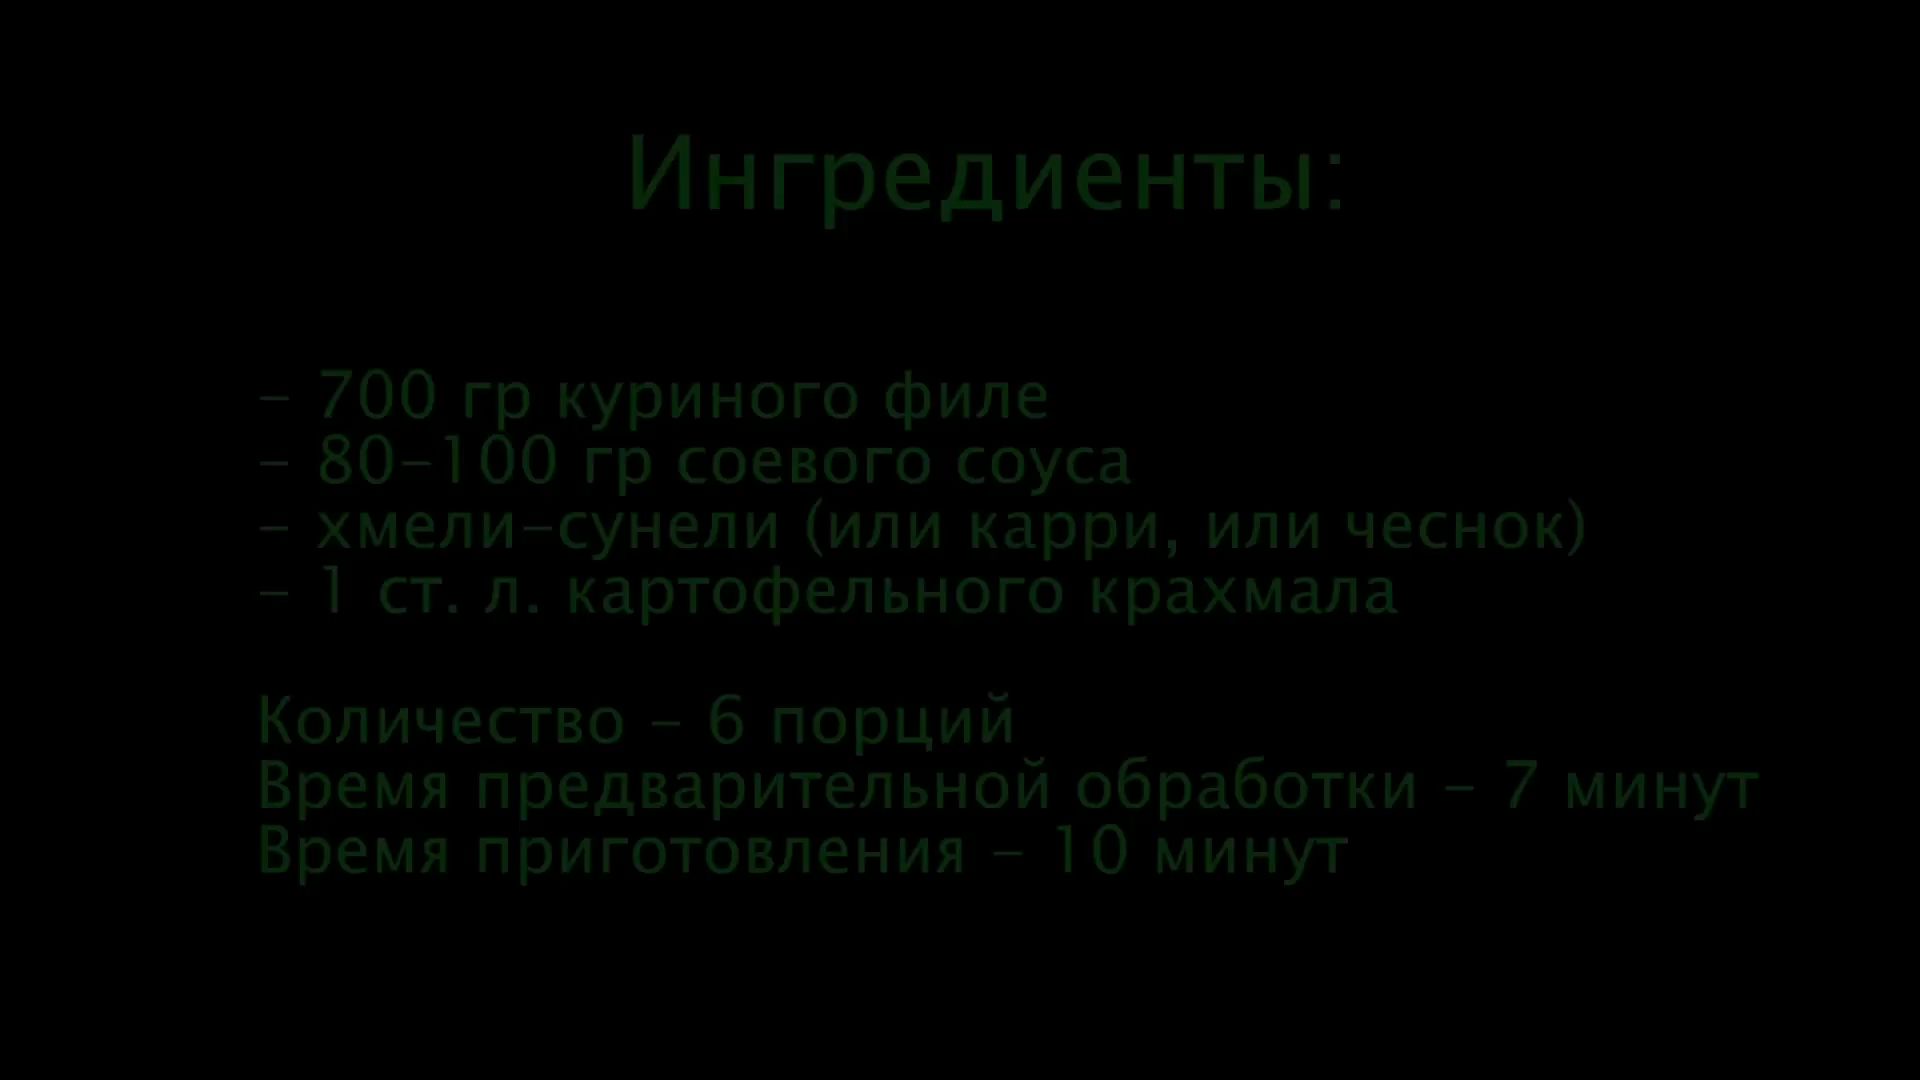 Ингредиенты:
- 700 гр куриного филе
- 80-100 гр соевого соуса
- хмели-сунели (или карри, или чеснок)
- 1 ст. л. картофельного крахмала
Количество - 6 порций
Время предварительной обработки - 7 минут
Время приготовления - 10 минут